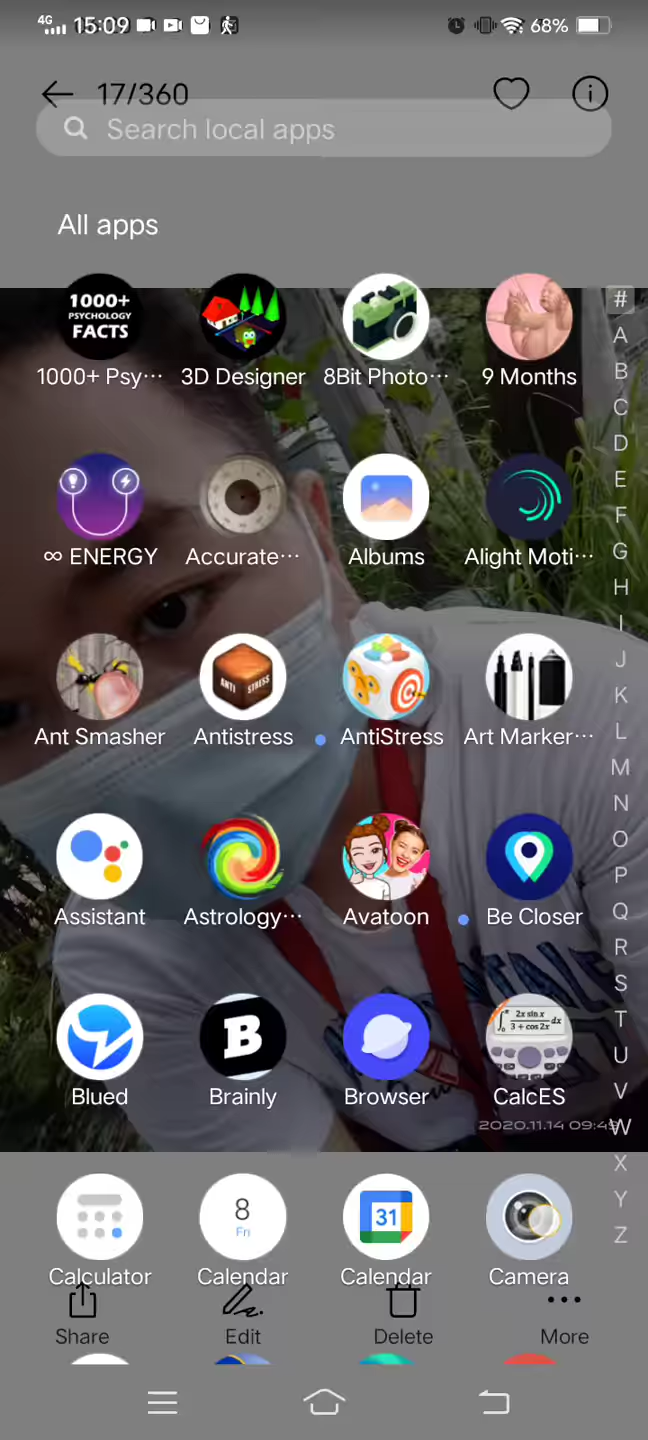 4G 15:09 68%
17/360
Search local apps
All apps
1000+ PSYCHOLOGY FACTS
1000+ Psy··· 3D Designer 8Bit Photo··· 9 Months
∞ ENERGY Accurate··· Albums Alight Moti···
ANTI STRESS
Ant Smasher Antistress AntiStress Art Marker···
Assistant Astrology··· Avatoon Be Closer
B
2x sin x
3 + cos 2x dx
Blued Brainly Browser CalcES
2020.11.14 09:49
8
Fri
31
Calculator Calendar Calendar Camera
Share Edit Delete More
#
A
B
C
D
E
F
G
H
I
J
K
L
M
N
O
P
Q
R
S
T
U
V
W
X
Y
Z